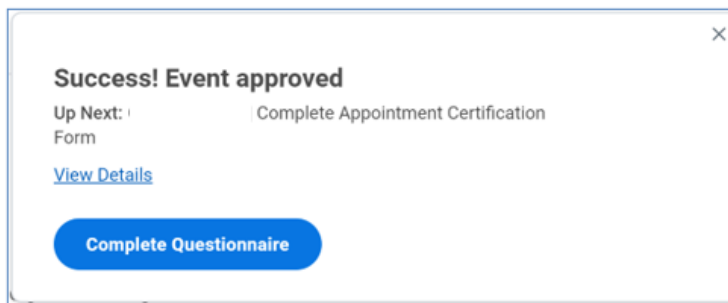 Success! Event approved
Up Next: Complete Appointment Certification
Form
View Details
Complete Questionnaire